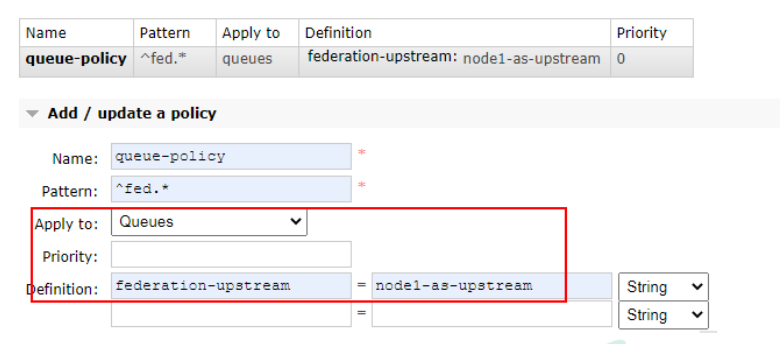 Name Pattern Apply to Definition Priority
queue-policy ^fed.* queues federation-upstream: node1-as-upstream 0
Add / update a policy
Name: queue-policy *
Pattern: ^fed.* *
Apply to: Queues
Priority:
Definition: federation-upstream = node1-as-upstream String
= String